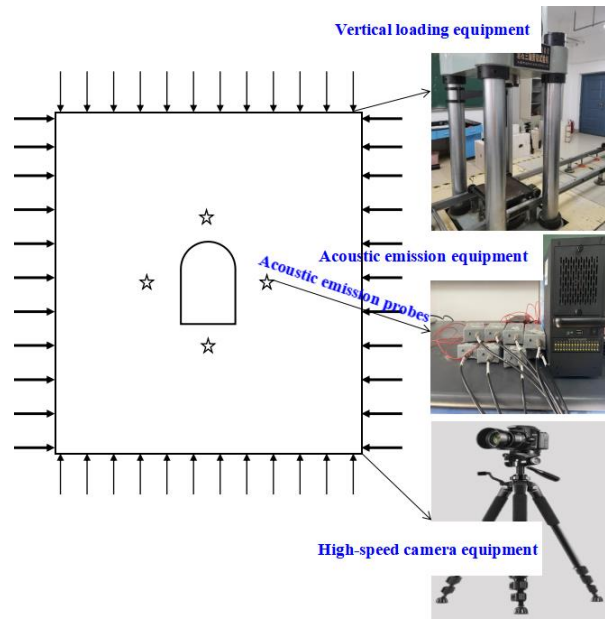 Vertical loading equipment
Acoustic emission equipment
Acoustic emission probes
High-speed camera equipment